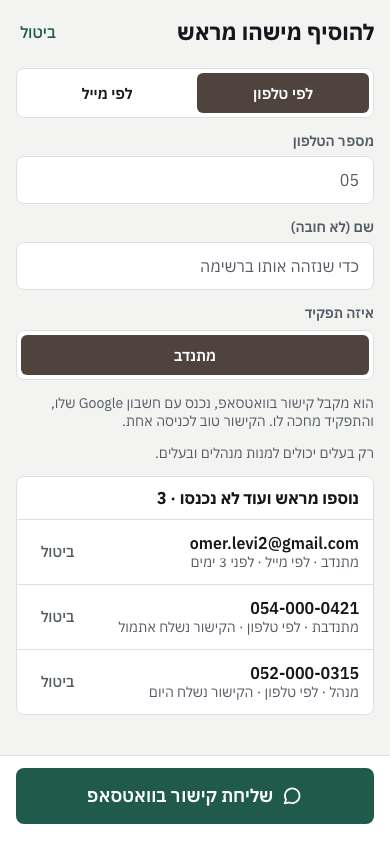 להוסיף מישהו מראש
ביטול
לפי טלפון
לפי מייל
מספר הטלפון
05
שם (לא חובה)
כדי שנזהה אותו ברשימה
איזה תפקיד
מתנדב
הוא מקבל קישור בוואטסאפ, נכנס עם חשבון Google שלו,
והתפקיד מחכה לו. הקישור טוב לכניסה אחת.
רק בעלים יכולים למנות מנהלים ובעלים.
נוספו מראש ועוד לא נכנסו · 3
omer.levi2@gmail.com
מתנדב · לפי מייל · לפני 3 ימים
ביטול
054-000-0421
מתנדבת · לפי טלפון · הקישור נשלח אתמול
ביטול
052-000-0315
מנהל · לפי טלפון · הקישור נשלח היום
ביטול
שליחת קישור בוואטסאפ